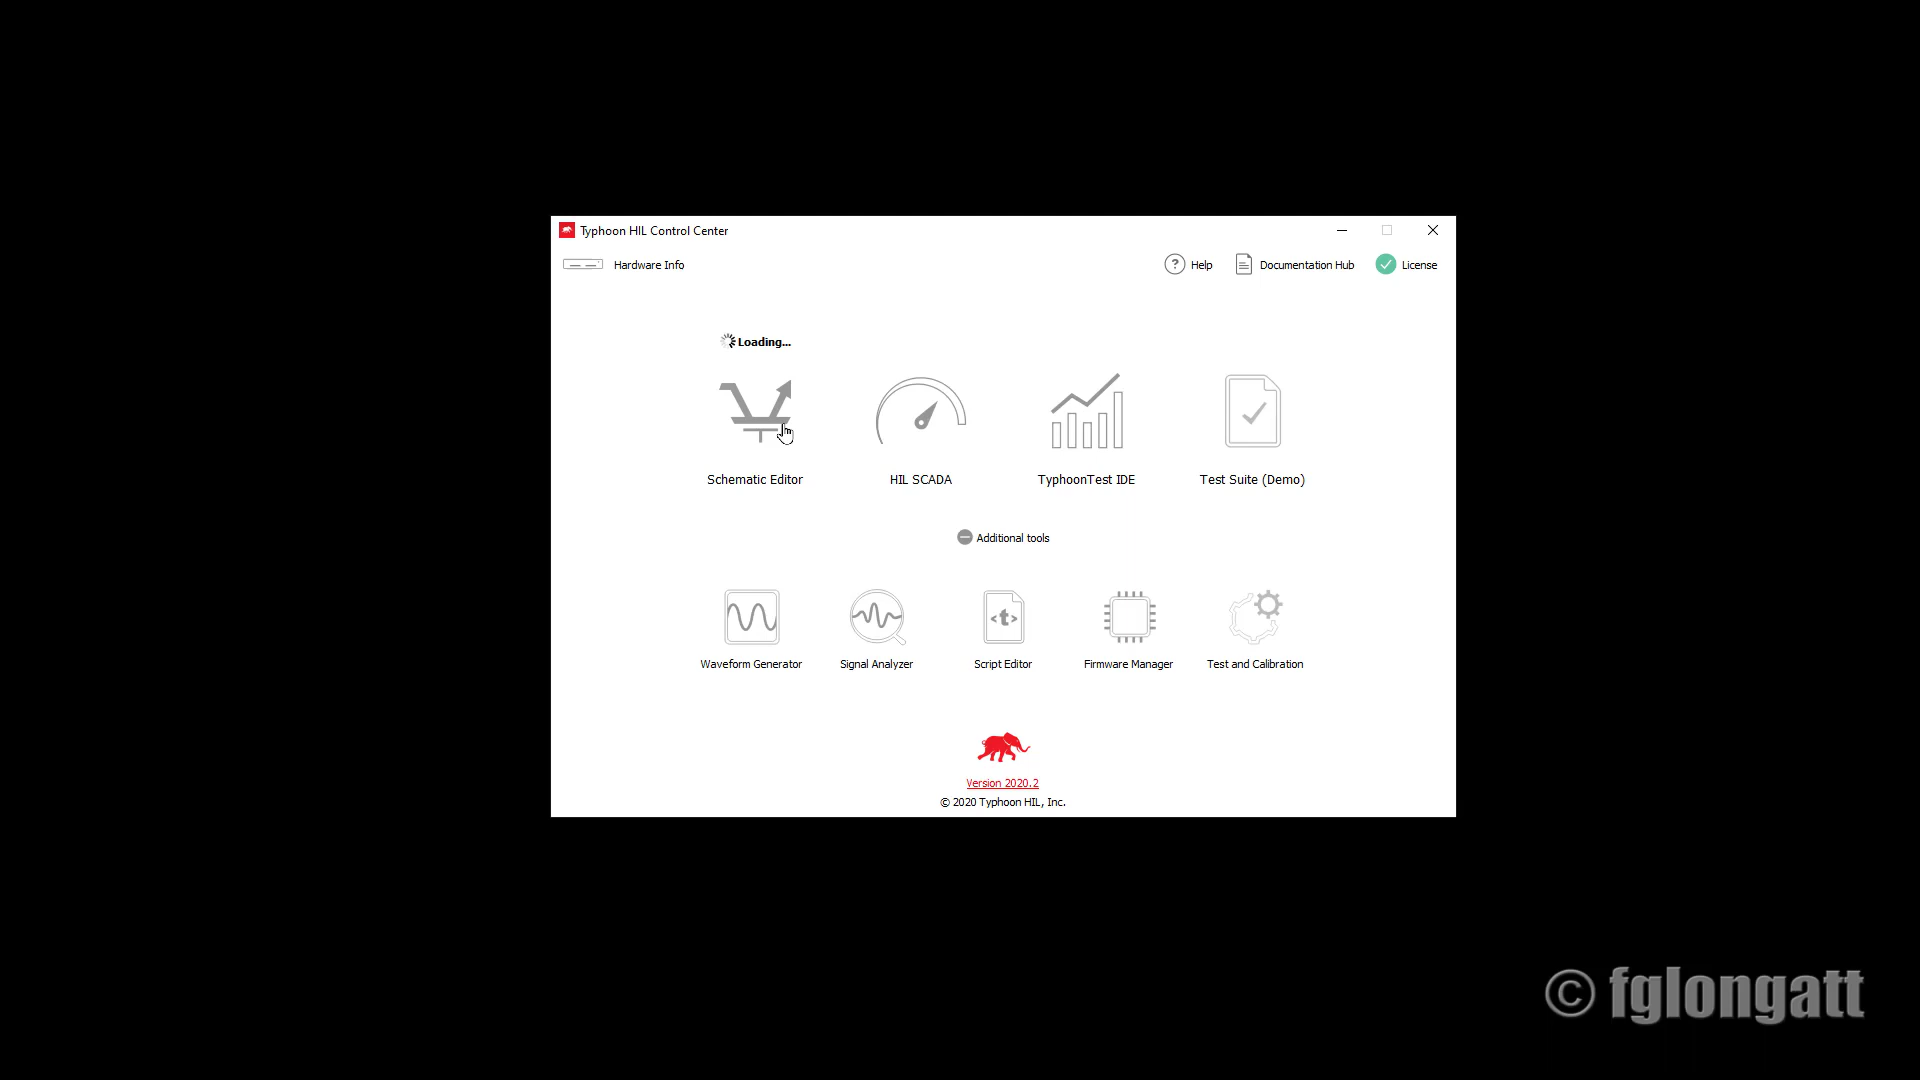 Typhoon HIL Control Center
Hardware Info
Help
Documentation Hub
License
Loading...
Schematic Editor
HIL SCADA
TyphoonTest IDE
Test Suite (Demo)
Additional tools
<t>
Waveform Generator
Signal Analyzer
Script Editor
Firmware Manager
Test and Calibration
Version 2020.2
© 2020 Typhoon HIL, Inc.
© fglongatt